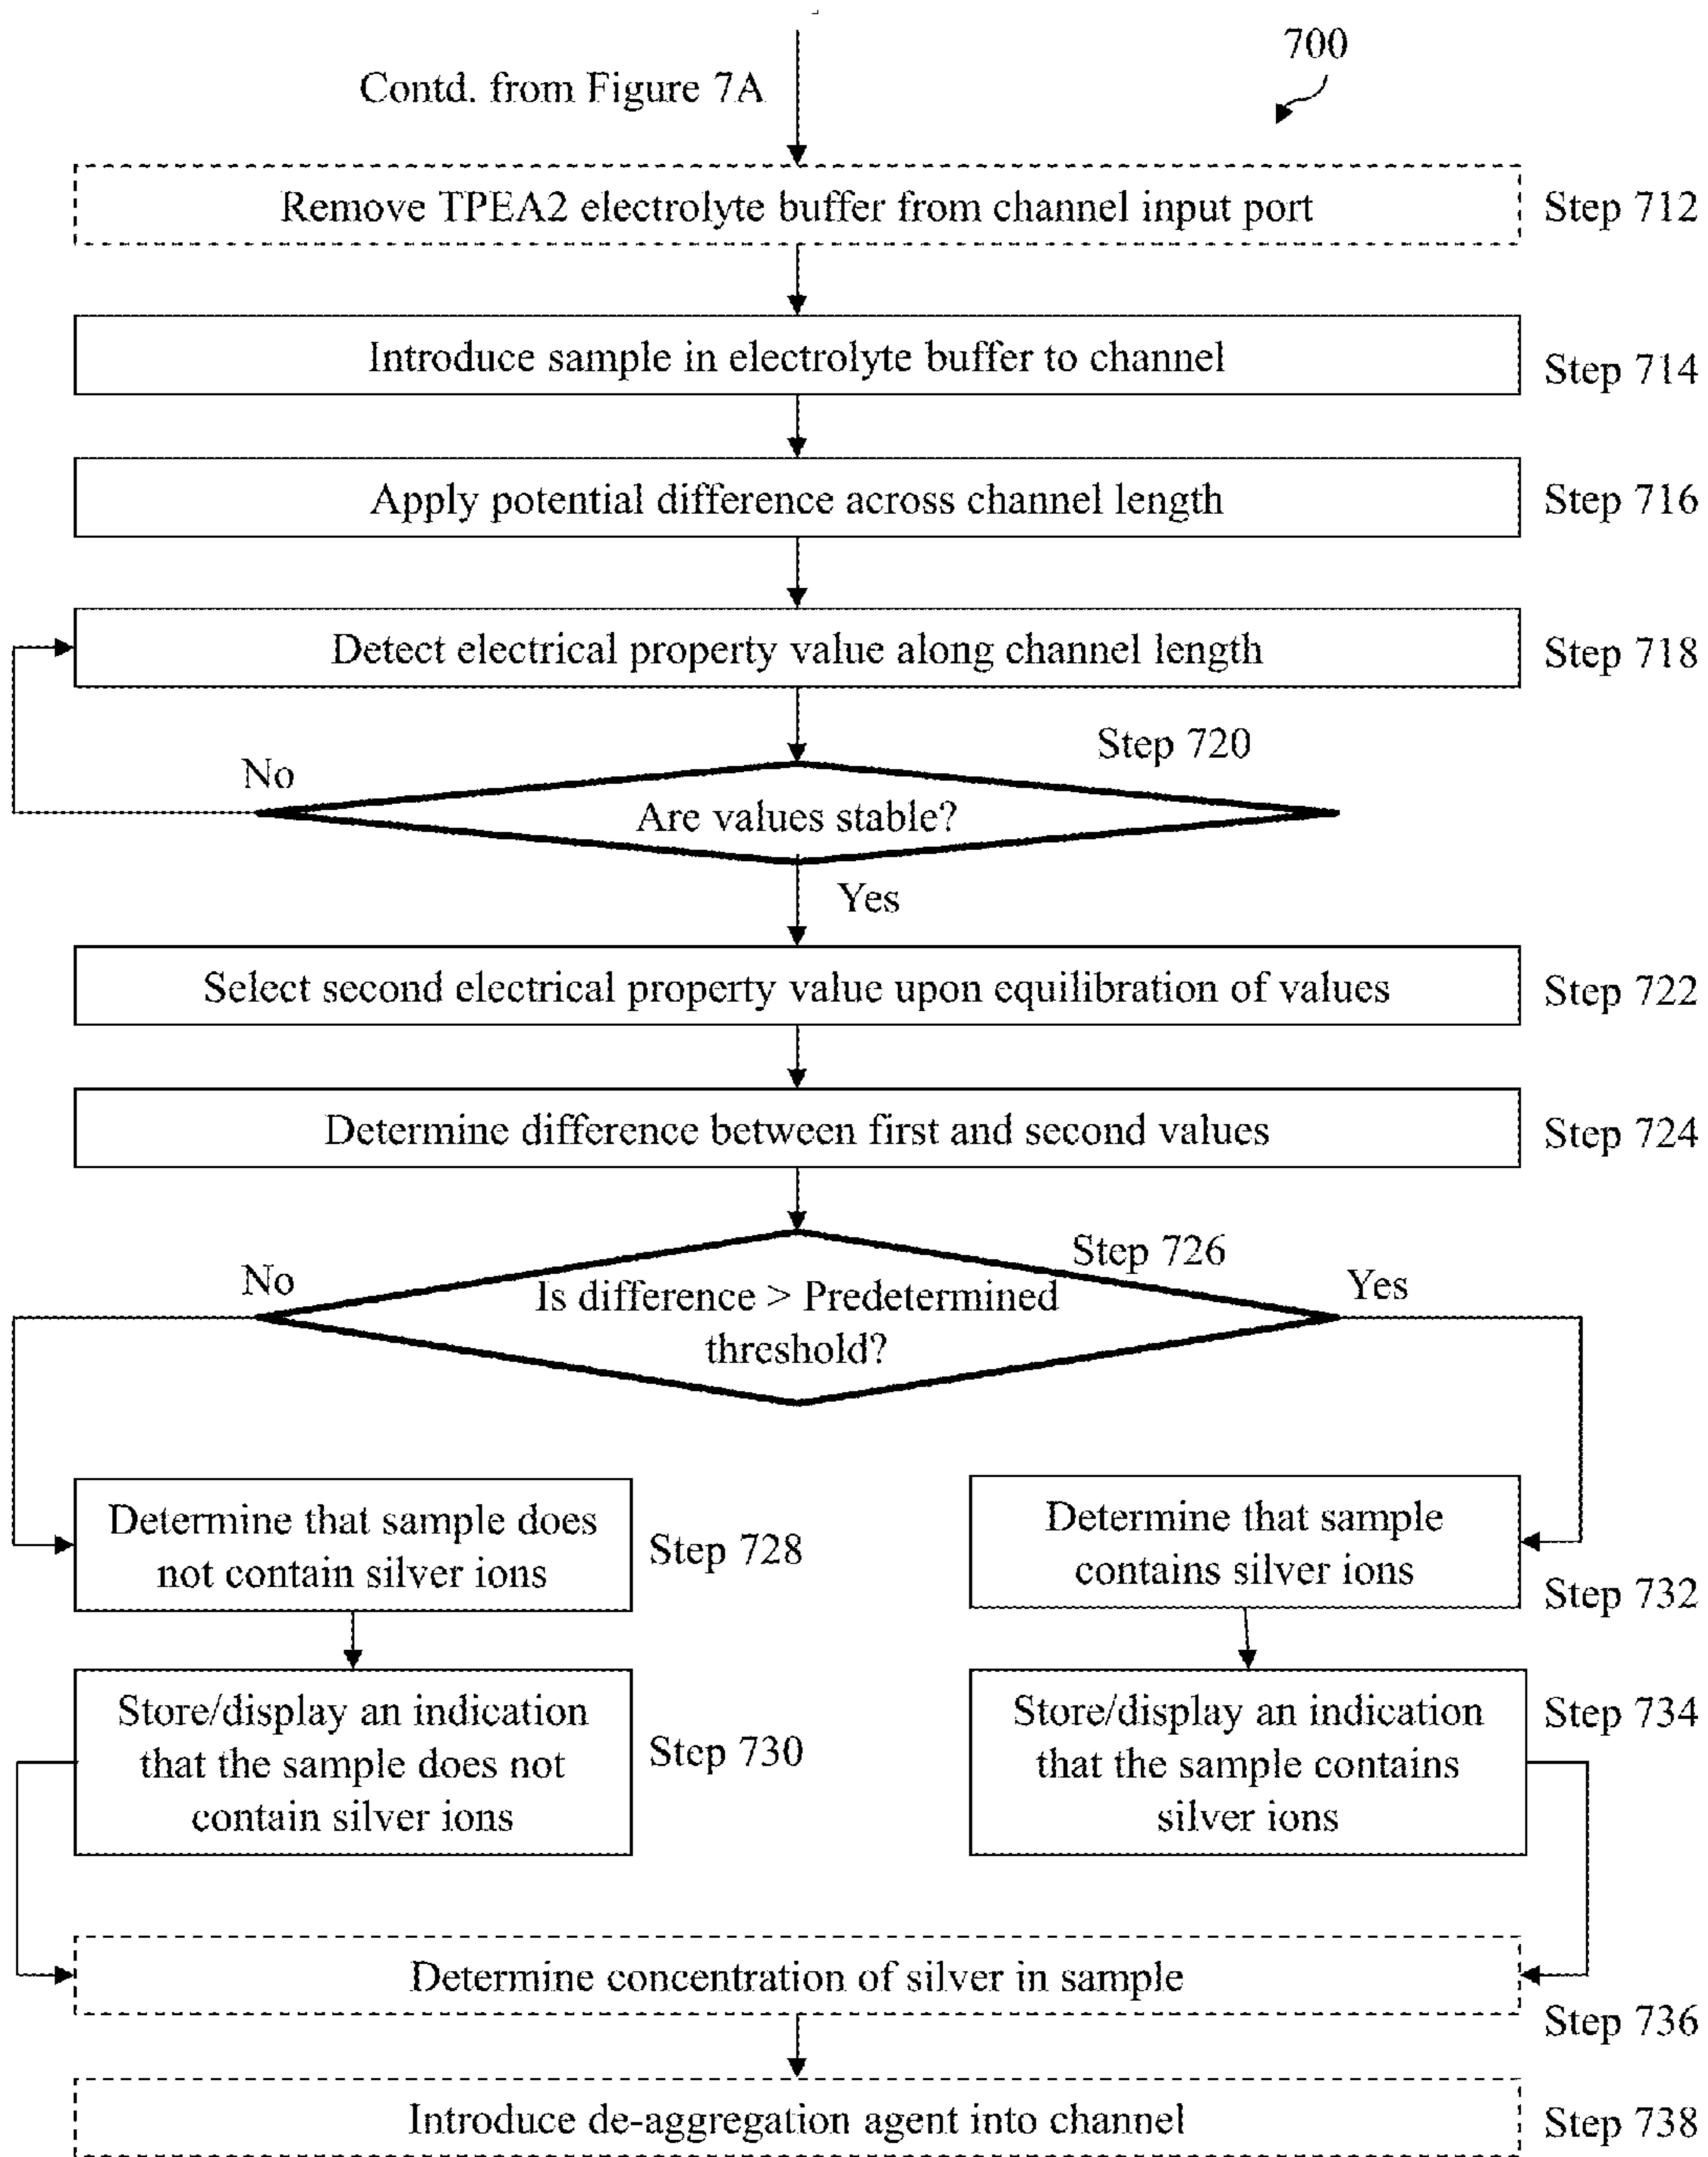 700
Contd. from Figure 7A
Remove TPEA2 electrolyte buffer from channel input port
Step 712
Introduce sample in electrolyte buffer to channel
Step 714
Apply potential difference across channel length
Step 716
Detect electrical property value along channel length
Step 718
Step 720
No
Are values stable?
Yes
Select second electrical property value upon equilibration of values
Step 722
Determine difference between first and second values
Step 724
Step 726
No
Yes
Is difference > Predetermined
threshold?
Determine that sample does
not contain silver ions
Step 728
Determine that sample
contains silver ions
Step 732
Store/display an indication
that the sample does not
contain silver ions
Step 730
Store/display an indication
that the sample contains
silver ions
Step 734
Determine concentration of silver in sample
Step 736
Introduce de-aggregation agent into channel
Step 738